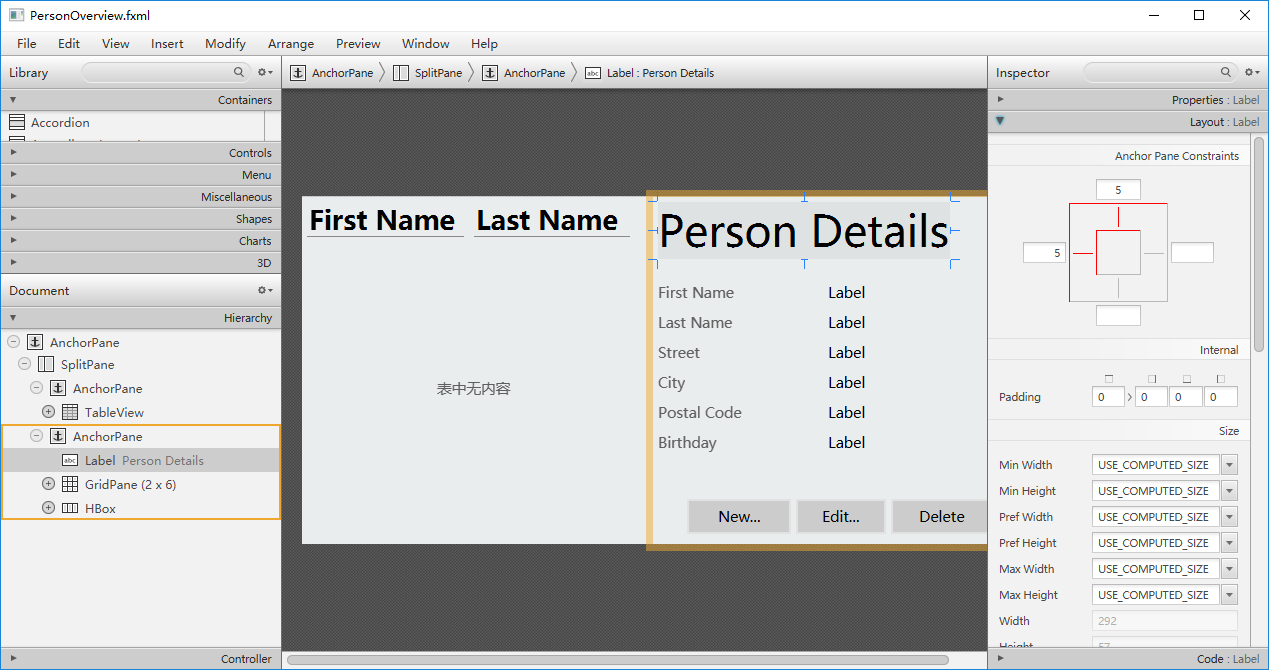 PersonOverview.fxml
File Edit View Insert Modify Arrange Preview Window Help
Library
Containers
Accordion
Controls
Menu
Miscellaneous
Shapes
Charts
3D
Document
Hierarchy
AnchorPane
SplitPane
AnchorPane
TableView
AnchorPane
Label Person Details
GridPane (2 x 6)
HBox
Controller
AnchorPane SplitPane AnchorPane abc Label : Person Details
First Name Last Name
表中无内容
Person Details
First Name Label
Last Name Label
Street Label
City Label
Postal Code Label
Birthday Label
New... Edit... Delete
Inspector
Properties : Label
Layout : Label
Anchor Pane Constraints
5
5
Internal
Padding 0 0 0 0
Size
Min Width USE_COMPUTED_SIZE
Min Height USE_COMPUTED_SIZE
Pref Width USE_COMPUTED_SIZE
Pref Height USE_COMPUTED_SIZE
Max Width USE_COMPUTED_SIZE
Max Height USE_COMPUTED_SIZE
Width 292
Height 57
Code : Label